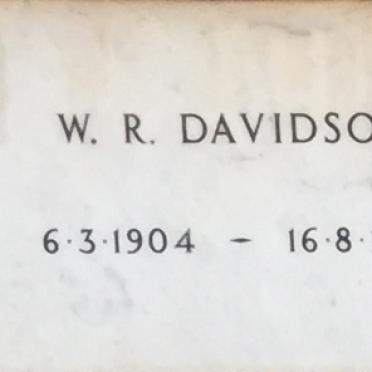 W. R. DAVIDSO
6·3·1904 – 16·8·